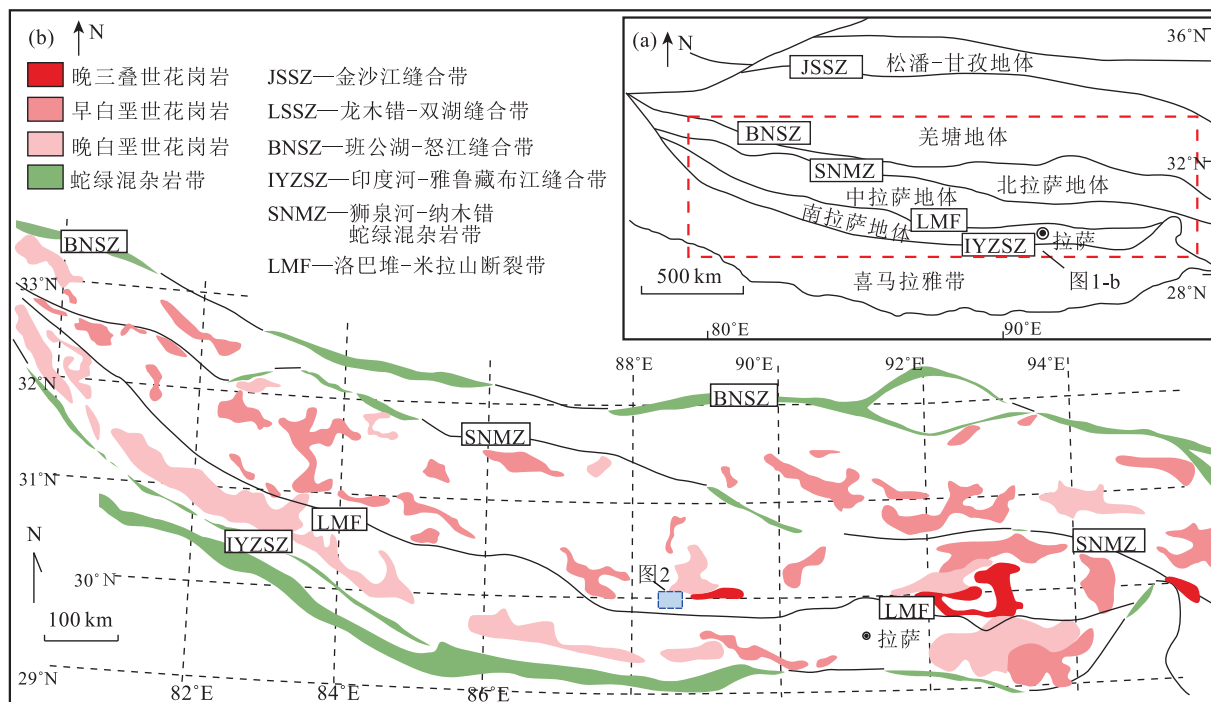 (b)
N
晚三叠世花岗岩
早白垩世花岗岩
晚白垩世花岗岩
蛇绿混杂岩带
JSSZ—金沙江缝合带
LSSZ—龙木错-双湖缝合带
BNSZ—班公湖-怒江缝合带
IYZSZ—印度河-雅鲁藏布江缝合带
SNMZ—狮泉河-纳木错
蛇绿混杂岩带
LMF—洛巴堆-米拉山断裂带
(a)
N
36°N
JSSZ
松潘-甘孜地体
BNSZ
羌塘地体
32°N
SNMZ
北拉萨地体
中拉萨地体
南拉萨地体
LMF
拉萨
IYZSZ
图1-b
喜马拉雅带
28°N
500 km
80°E
90°E
BNSZ
33°N
32°N
31°N
30°N
29°N
88°E
90°E
92°E
94°E
BNSZ
SNMZ
LMF
IYZSZ
SNMZ
图2
LMF
拉萨
N
100 km
82°E
84°E
86°E